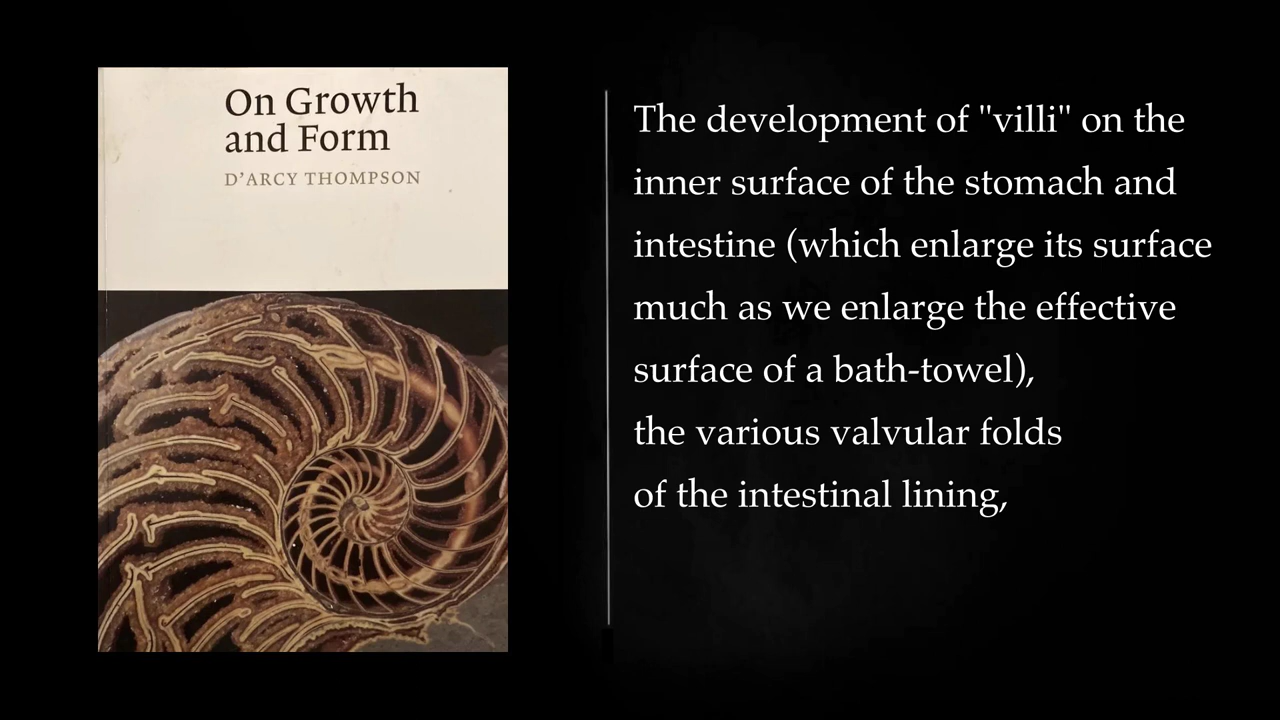 On Growth
and Form
D'ARCY THOMPSON
The development of "villi" on the
inner surface of the stomach and
intestine (which enlarge its surface
much as we enlarge the effective
surface of a bath-towel),
the various valvular folds
of the intestinal lining,